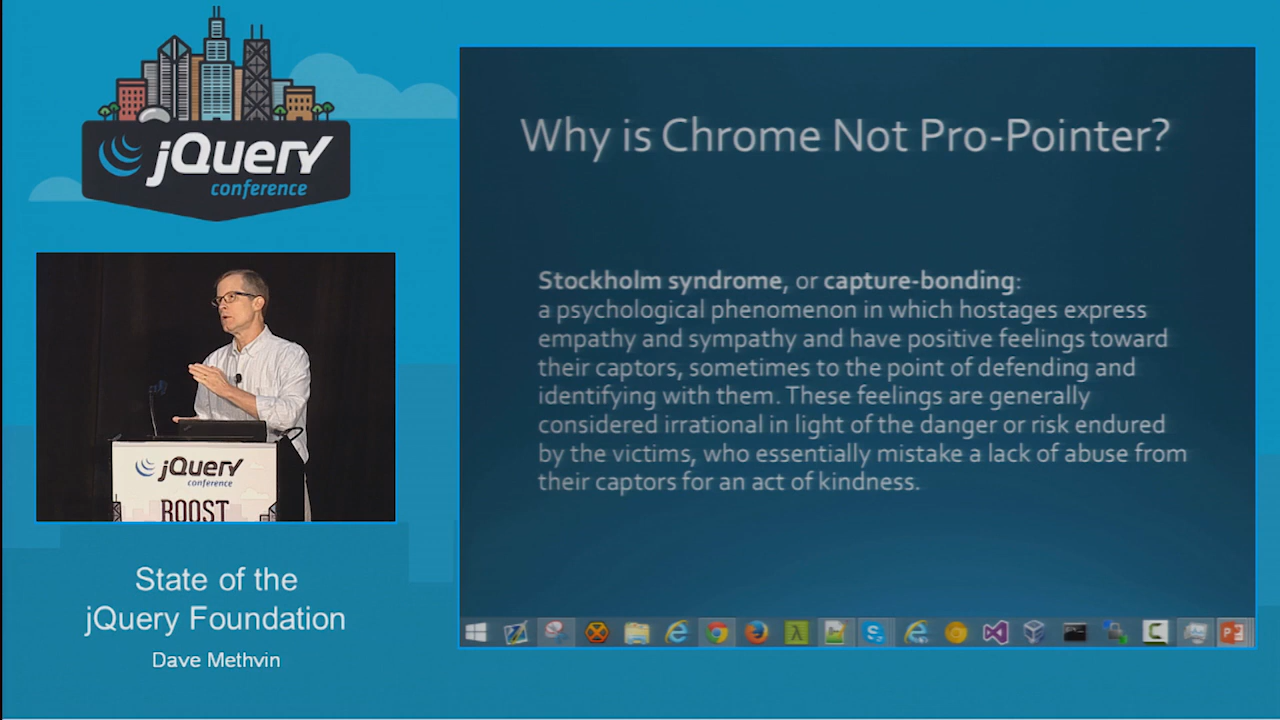 jQuery
conference
Why is Chrome Not Pro-Pointer?
Stockholm syndrome, or capture-bonding:
a psychological phenomenon in which hostages express
empathy and sympathy and have positive feelings toward
their captors, sometimes to the point of defending and
identifying with them. These feelings are generally
considered irrational in light of the danger or risk endured
by the victims, who essentially mistake a lack of abuse from
their captors for an act of kindness.
jQuery
conference
ROOST
State of the
jQuery Foundation
Dave Methvin